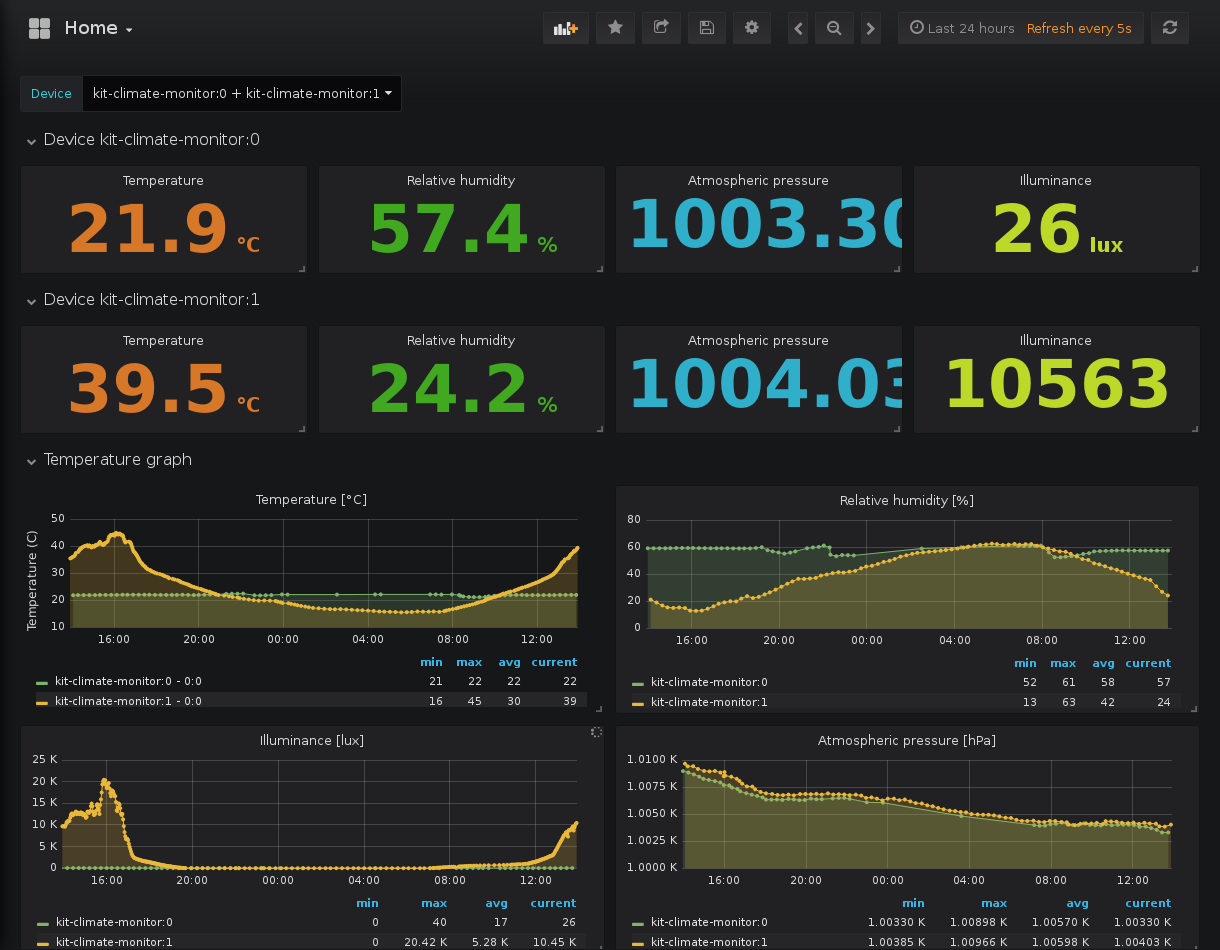 Home
Last 24 hours Refresh every 5s
Device kit-climate-monitor:0 + kit-climate-monitor:1
Device kit-climate-monitor:0
Temperature Relative humidity Atmospheric pressure Illuminance
21.9 °C 57.4 % 1003.30 26 lux
Device kit-climate-monitor:1
Temperature Relative humidity Atmospheric pressure Illuminance
39.5 °C 24.2 % 1004.03 10563
Temperature graph
Temperature [°C]
Temperature (C)
50
40
30
20
10
16:00 20:00 00:00 04:00 08:00 12:00
min max avg current
kit-climate-monitor:0 - 0:0 21 22 22 22
kit-climate-monitor:1 - 0:0 16 45 30 39
Relative humidity [%]
80
60
40
20
0
16:00 20:00 00:00 04:00 08:00 12:00
min max avg current
kit-climate-monitor:0 52 61 58 57
kit-climate-monitor:1 13 63 42 24
Illuminance [lux]
25 K
20 K
15 K
10 K
5 K
0
16:00 20:00 00:00 04:00 08:00 12:00
min max avg current
kit-climate-monitor:0 0 40 17 26
kit-climate-monitor:1 0 20.42 K 5.28 K 10.45 K
Atmospheric pressure [hPa]
1.0100 K
1.0075 K
1.0050 K
1.0025 K
1.0000 K
16:00 20:00 00:00 04:00 08:00 12:00
min max avg current
kit-climate-monitor:0 1.00330 K 1.00898 K 1.00570 K 1.00330 K
kit-climate-monitor:1 1.00385 K 1.00966 K 1.00598 K 1.00403 K